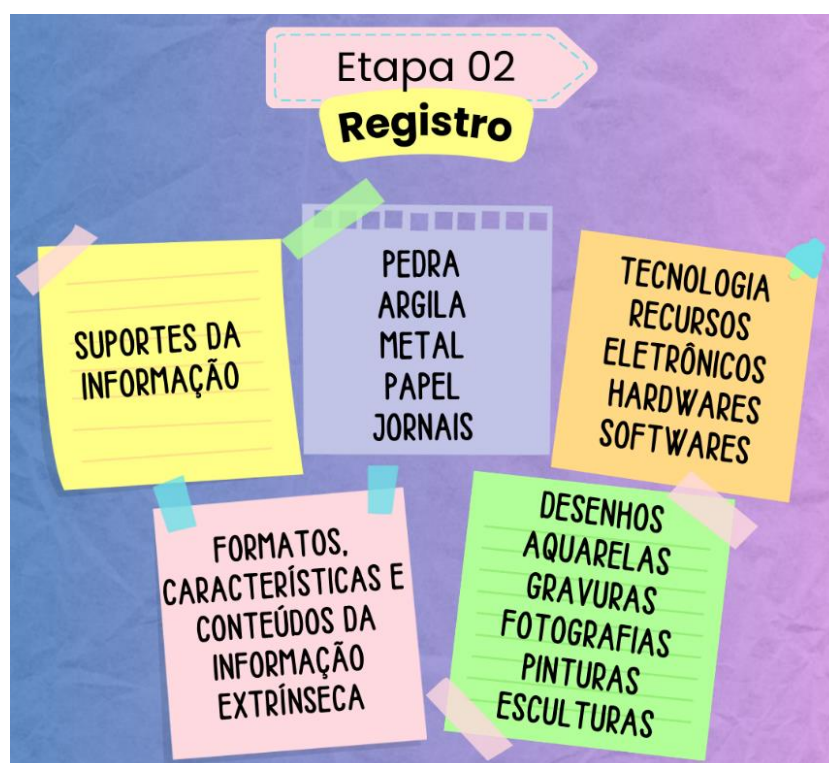 Etapa 02
Registro
SUPORTES DA
INFORMAÇÃO
PEDRA
ARGILA
METAL
PAPEL
JORNAIS
TECNOLOGIA
RECURSOS
ELETRÔNICOS
HARDWARES
SOFTWARES
FORMATOS,
CARACTERÍSTICAS E
CONTEÚDOS DA
INFORMAÇÃO
EXTRÍNSECA
DESENHOS
AQUARELAS
GRAVURAS
FOTOGRAFIAS
PINTURAS
ESCULTURAS